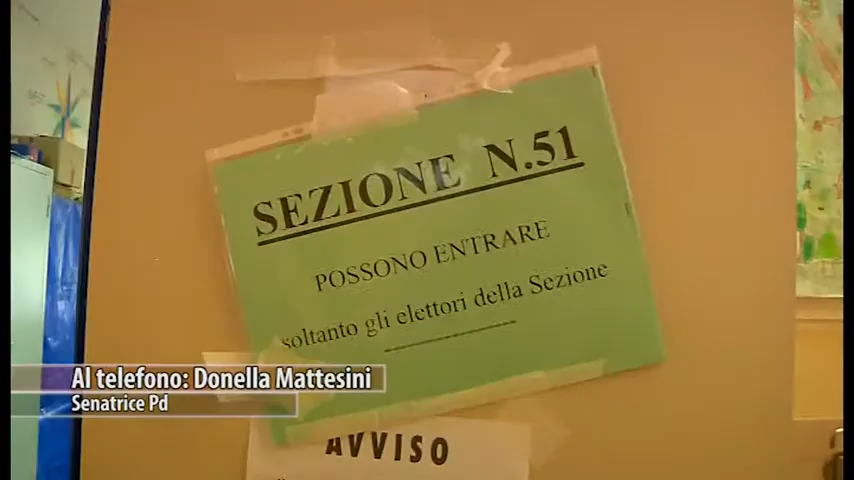 SEZIONE N.51
POSSONO ENTRARE
soltanto gli elettori della Sezione
Al telefono: Donella Mattesini
Senatrice Pd
AVVISO